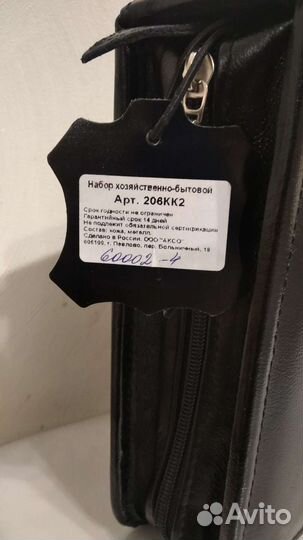 Набор хозяйственно-бытовой
Арт. 206КК2
Срок годности не ограничен
Гарантийный срок 14 дней
Не подлежит обязательной сертификации
Состав: кожа, металл.
Сделано в России. ООО "АКСО"
606100, г. Павлово, пер. Больничный, 18
60002-4
Avito